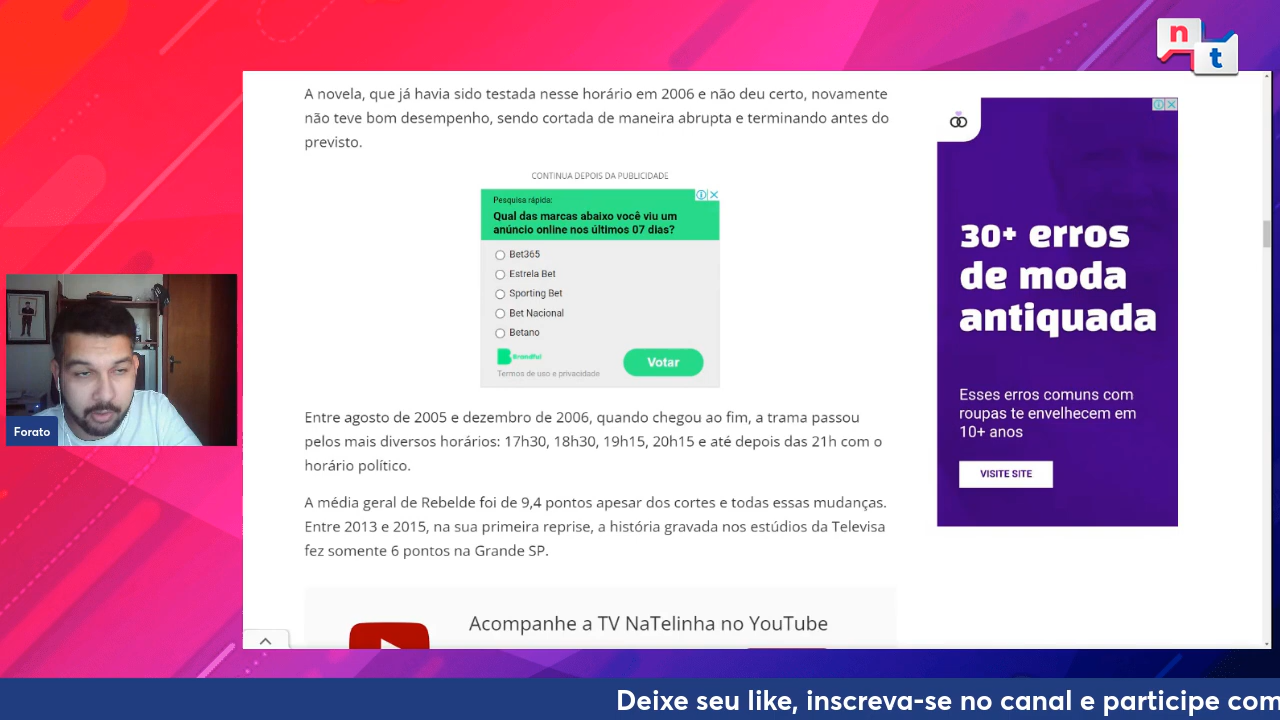 n
t
A novela, que já havia sido testada nesse horário em 2006 e não deu certo, novamente
não teve bom desempenho, sendo cortada de maneira abrupta e terminando antes do
previsto.
CONTINUA DEPOIS DA PUBLICIDADE
Pesquisa rápida:
Qual das marcas abaixo você viu um
anúncio online nos últimos 07 dias?
Bet365
Estrela Bet
Sporting Bet
Bet Nacional
Betano
Brandful
Votar
Termos de uso e privacidade
Entre agosto de 2005 e dezembro de 2006, quando chegou ao fim, a trama passou
pelos mais diversos horários: 17h30, 18h30, 19h15, 20h15 e até depois das 21h com o
horário político.
A média geral de Rebelde foi de 9,4 pontos apesar dos cortes e todas essas mudanças.
Entre 2013 e 2015, na sua primeira reprise, a história gravada nos estúdios da Televisa
fez somente 6 pontos na Grande SP.
Acompanhe a TV NaTelinha no YouTube
30+ erros
de moda
antiquada
Esses erros comuns com
roupas te envelhecem em
10+ anos
VISITE SITE
Forato
Deixe seu like, inscreva-se no canal e participe com